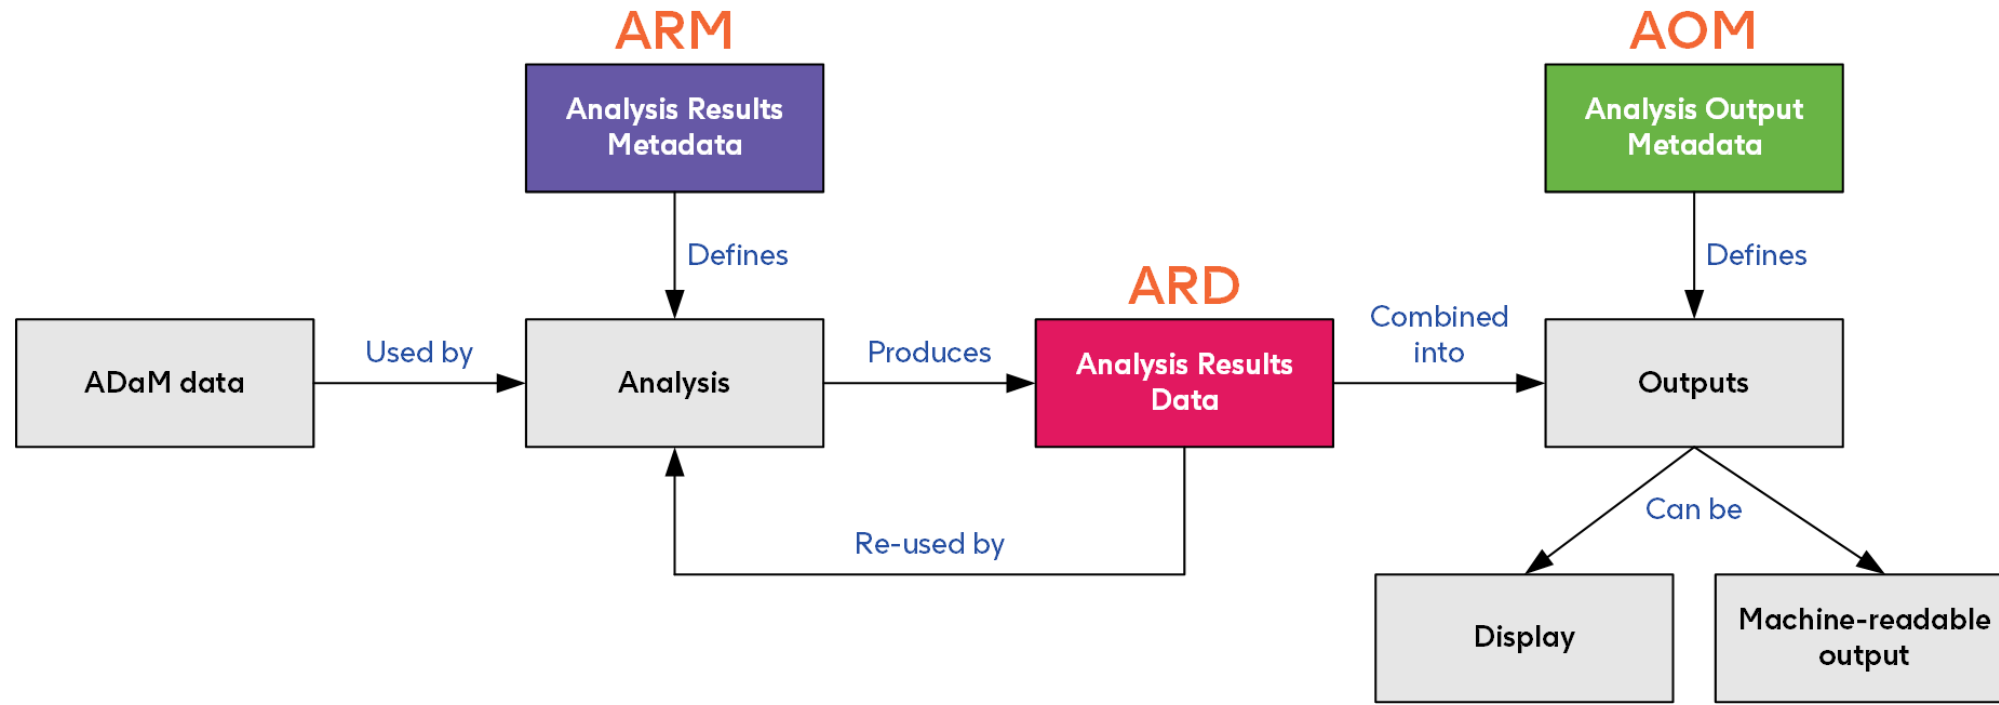 ARM
AOM
Analysis Results
Metadata
Analysis Output
Metadata
Defines
Defines
ARD
ADaM data
Used by
Analysis
Produces
Analysis Results
Data
Combined
into
Outputs
Re-used by
Can be
Display
Machine-readable
output